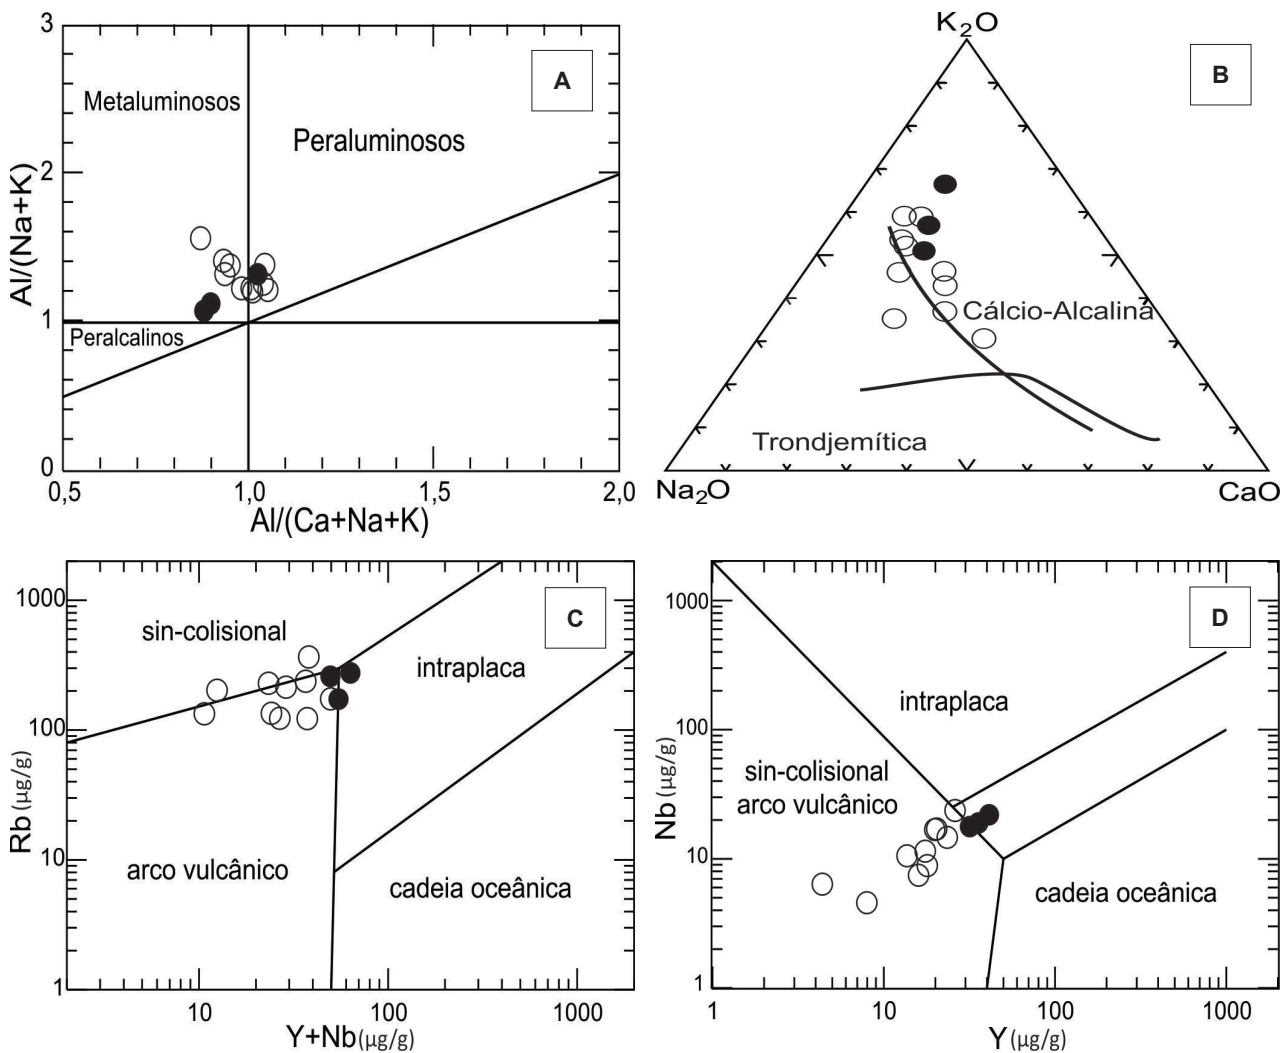 3
2
1
0
Al/(Na+K)
Metaluminosos
Peraluminosos
Peralcalinos
A
0,5
1,0
1,5
2,0
Al/(Ca+Na+K)
K₂O
B
Cálcio-Alcalina
Trondjemítica
Na₂O
CaO
1000
100
10
1
Rb (µg/g)
sin-colisional
C
intraplaca
arco vulcânico
cadeia oceânica
10
100
1000
Y+Nb (µg/g)
1000
100
10
1
Nb (µg/g)
D
intraplaca
sin-colisional
arco vulcânico
cadeia oceânica
1
10
100
1000
Y (µg/g)